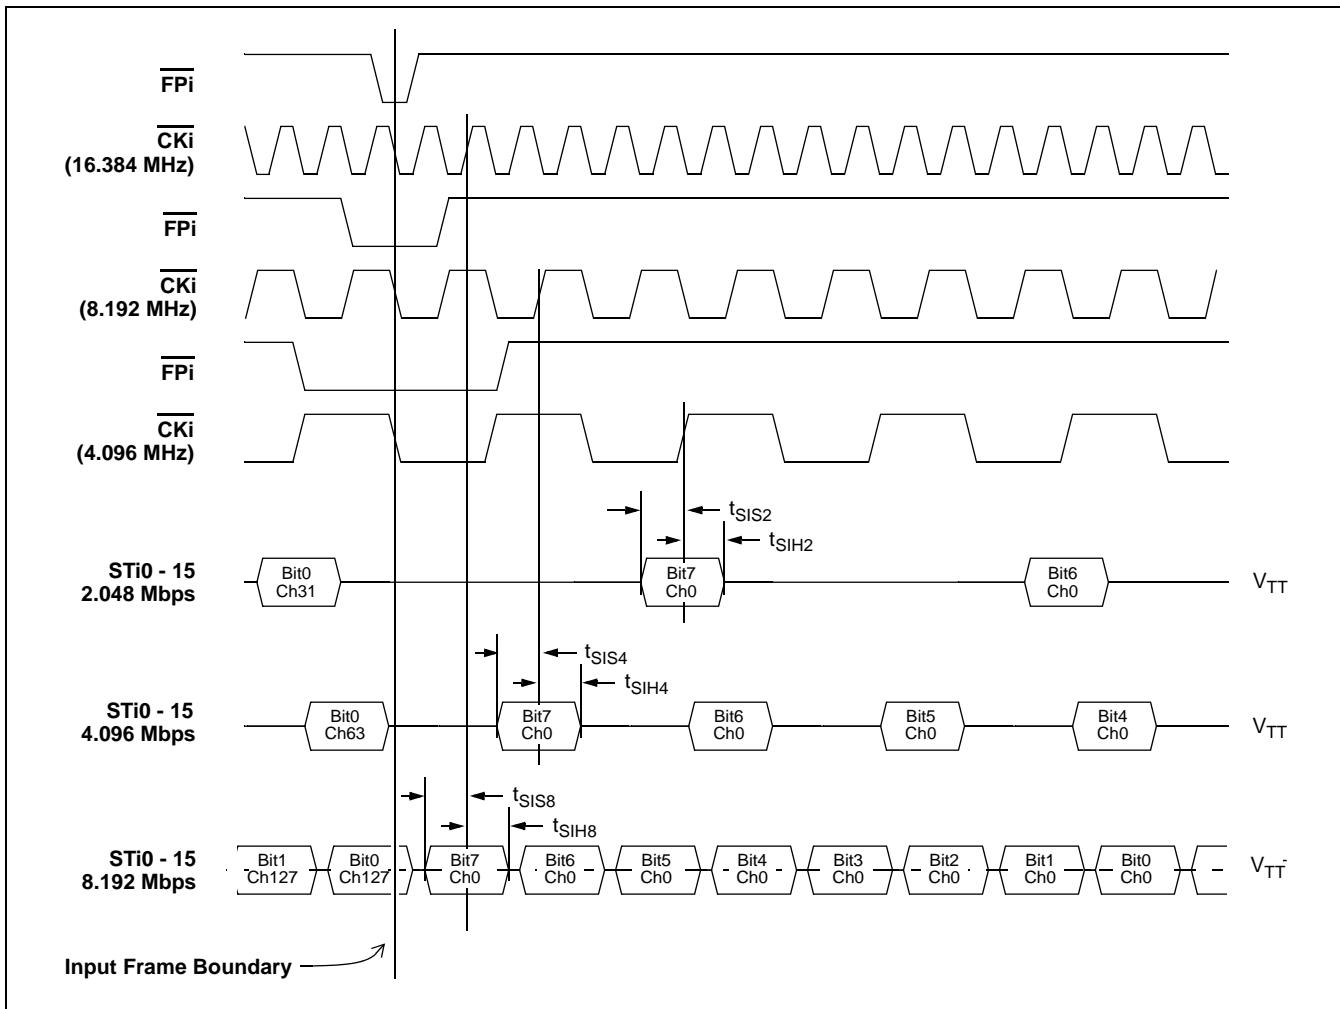 FPi
CKi
(16.384 MHz)
FPi
CKi
(8.192 MHz)
FPi
CKi
(4.096 MHz)
tSIS2
tSIH2
STi0 - 15
2.048 Mbps
Bit0
Ch31
Bit7
Ch0
Bit6
Ch0
VTT
tSIS4
tSIH4
STi0 - 15
4.096 Mbps
Bit0
Ch63
Bit7
Ch0
Bit6
Ch0
Bit5
Ch0
Bit4
Ch0
VTT
tSIS8
tSIH8
STi0 - 15
8.192 Mbps
Bit1
Ch127
Bit0
Ch127
Bit7
Ch0
Bit6
Ch0
Bit5
Ch0
Bit4
Ch0
Bit3
Ch0
Bit2
Ch0
Bit1
Ch0
Bit0
Ch0
VTT
Input Frame Boundary